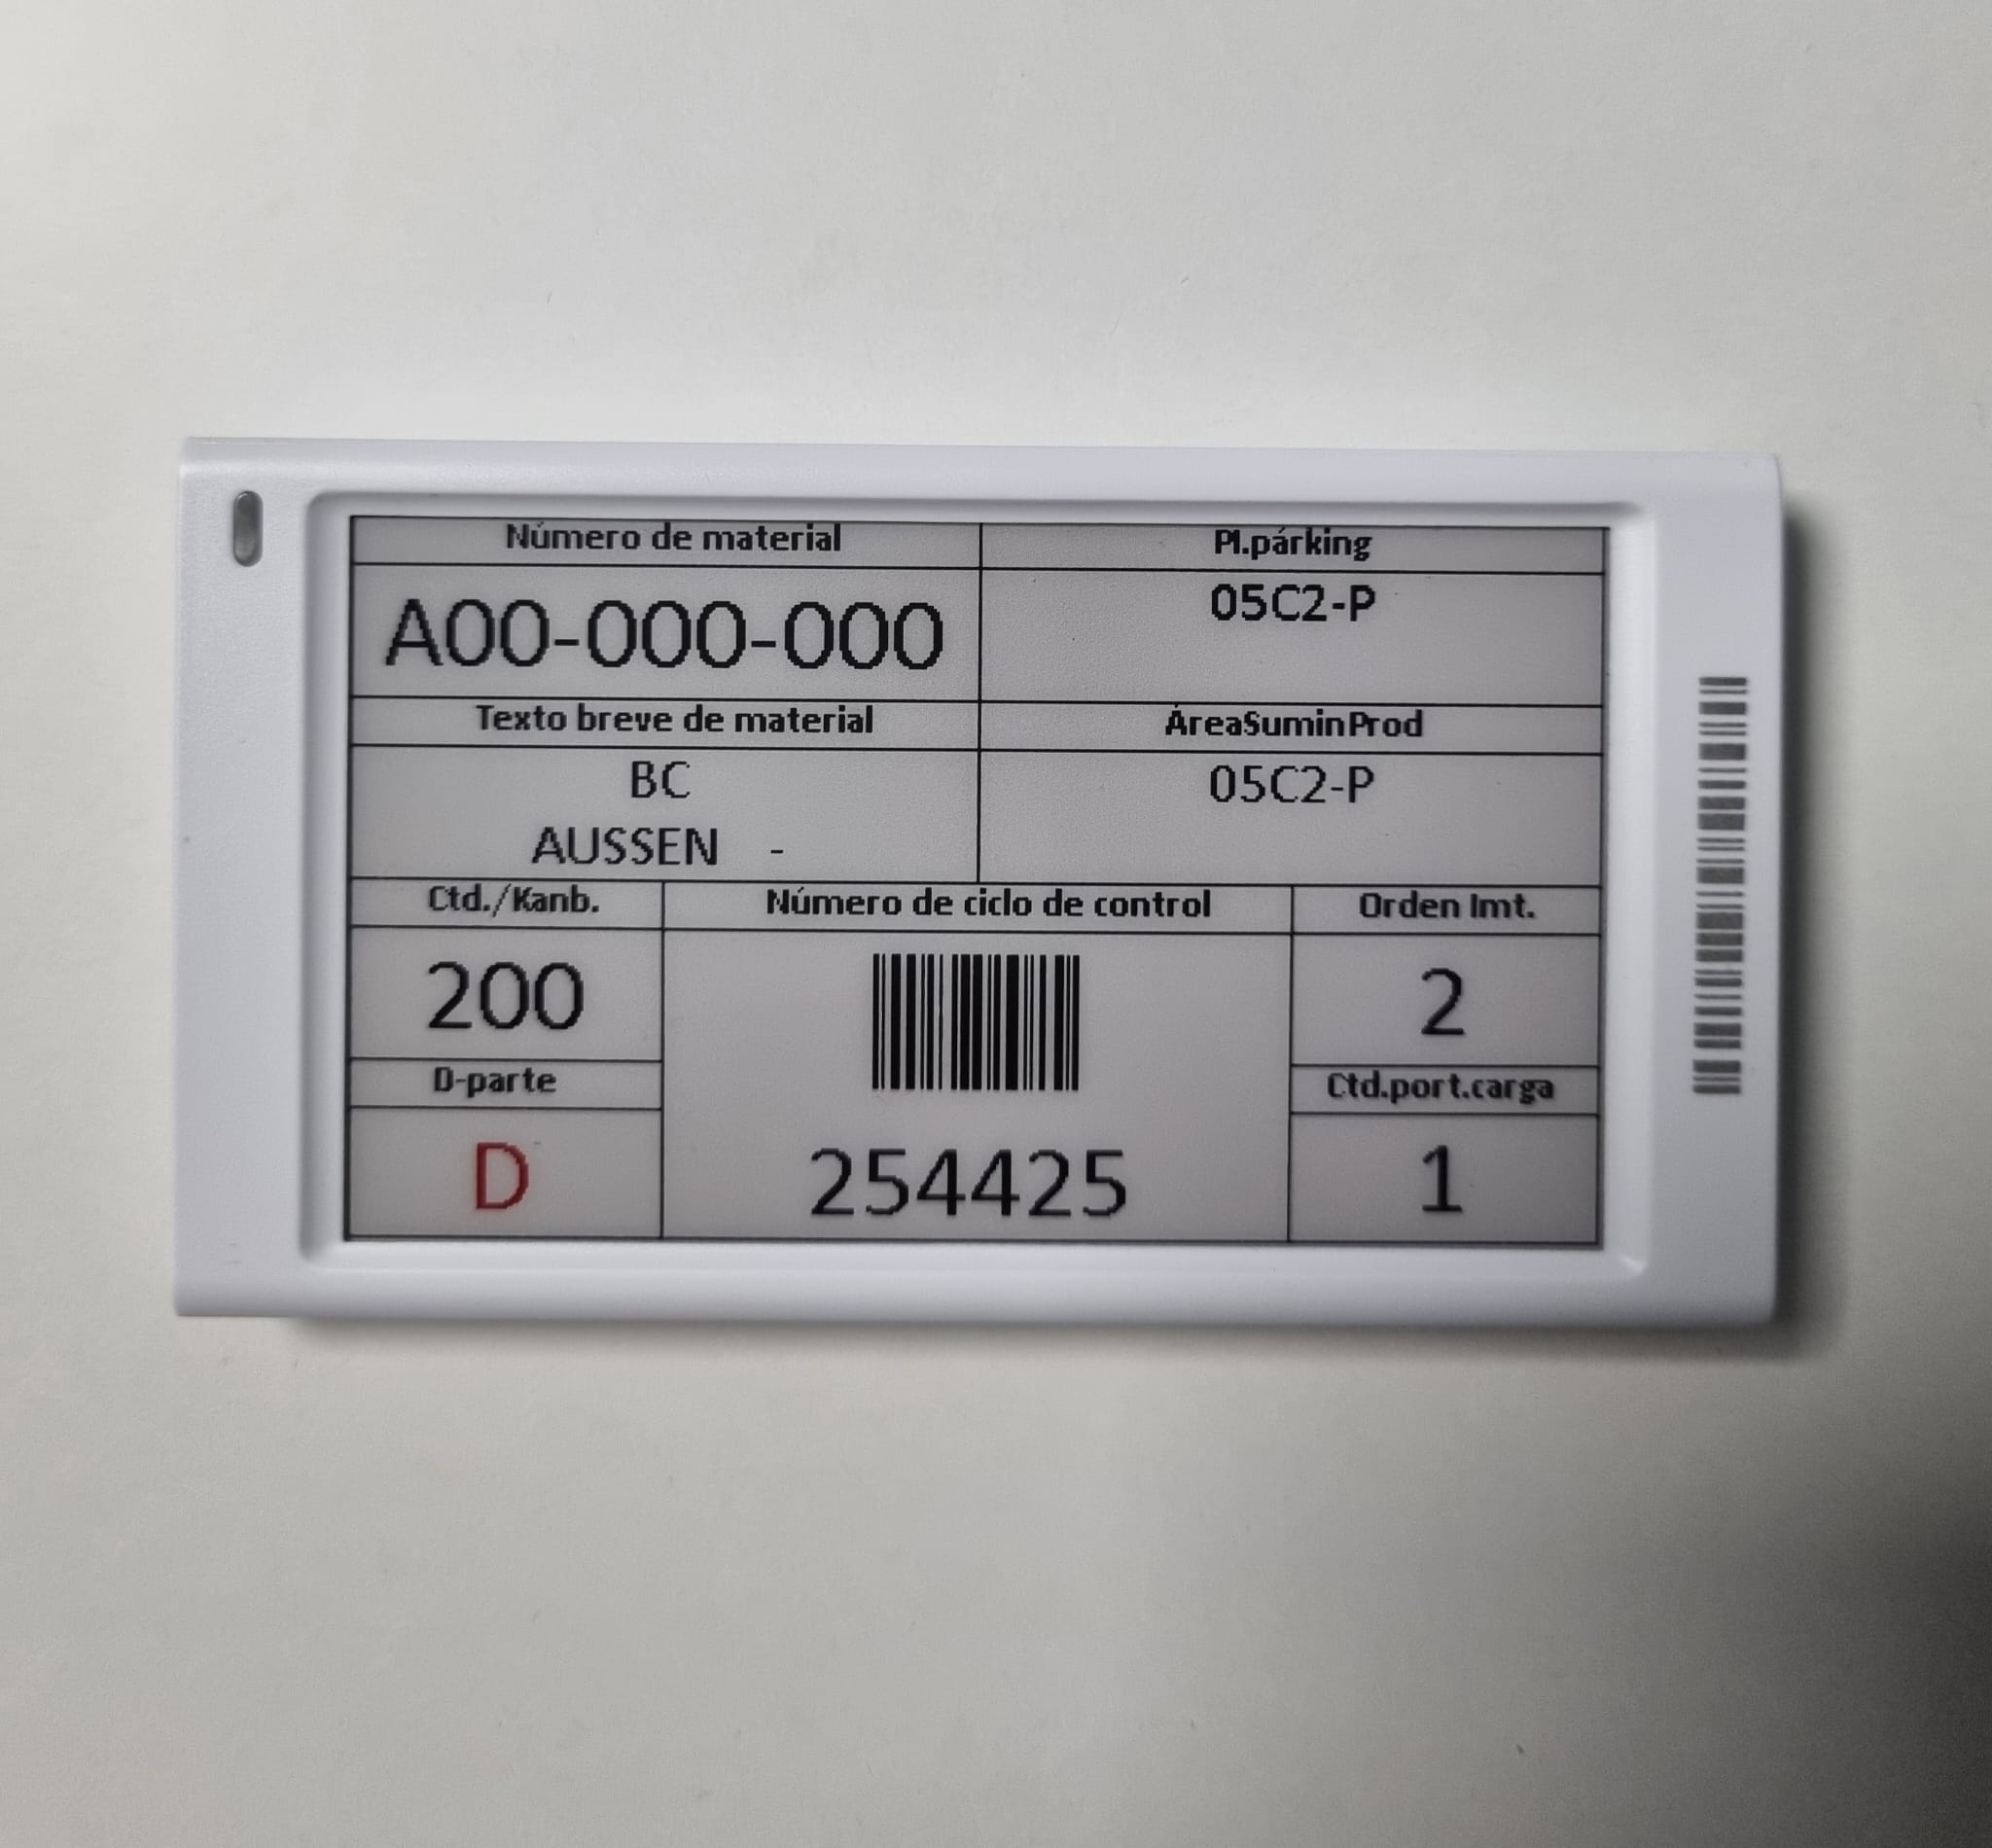 Número de material
Pl.párking
A00-000-000
05C2-P
Texto breve de material
ÁreaSuminProd
BC
AUSSEN -
05C2-P
Ctd./Kanb.
Número de ciclo de control
Orden Imt.
200
2
D-parte
Ctd.port.carga
D
254425
1